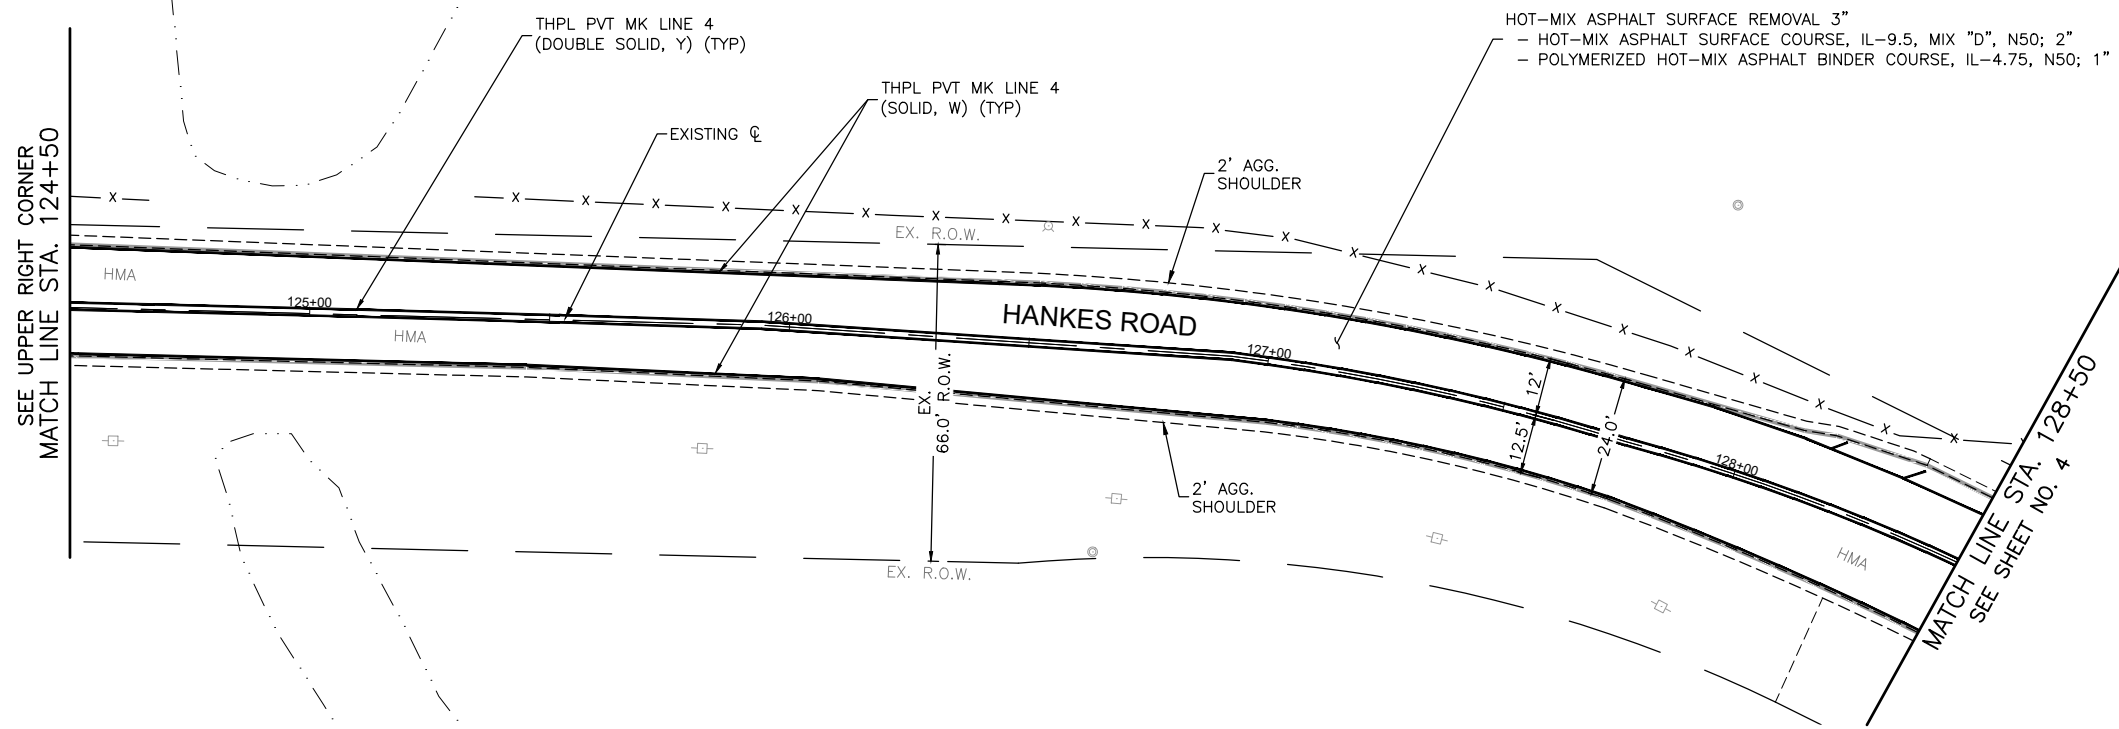 THPL PVT MK LINE 4
(DOUBLE SOLID, Y) (TYP)
THPL PVT MK LINE 4
(SOLID, W) (TYP)
EXISTING ℄
HOT-MIX ASPHALT SURFACE REMOVAL 3"
- HOT-MIX ASPHALT SURFACE COURSE, IL-9.5, MIX "D", N50; 2"
- POLYMERIZED HOT-MIX ASPHALT BINDER COURSE, IL-4.75, N50; 1"
2' AGG.
SHOULDER
SEE UPPER RIGHT CORNER
MATCH LINE STA. 124+50
X
X X X X X X X X X X X X X X X X X X X X X X
EX. R.O.W.
HMA
125+00
HMA
126+00
HANKES ROAD
127+00
EX.
66.0' R.O.W.
12'
12.5'
24.0'
128+00
2' AGG.
SHOULDER
EX. R.O.W.
HMA
MATCH LINE STA. 128+50
SEE SHEET NO. 4